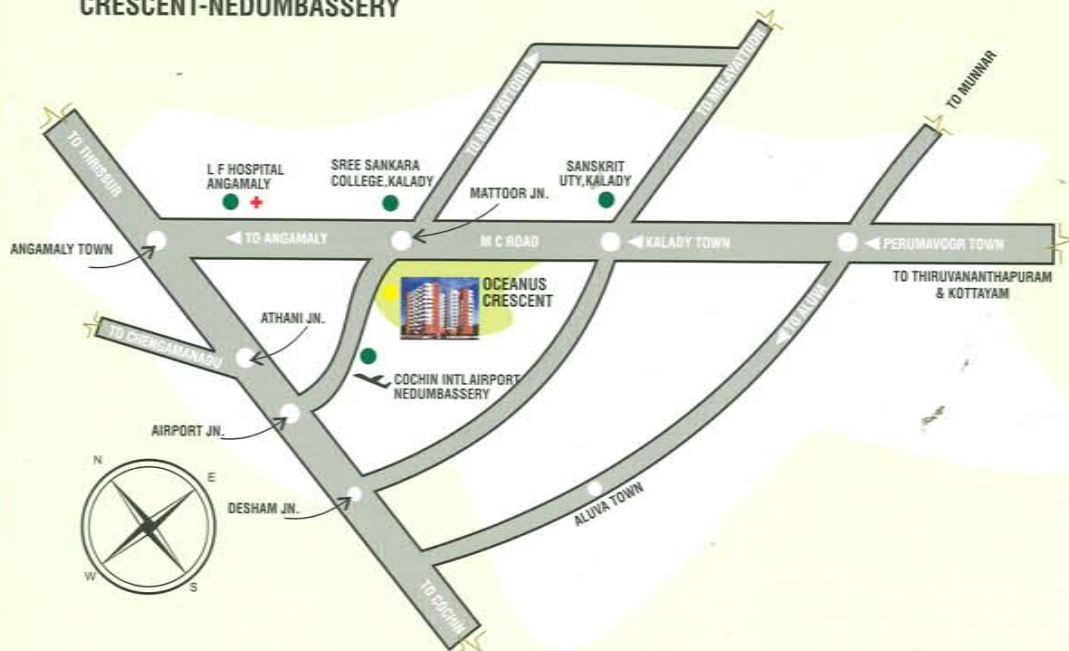 CRESCENT-NEDUMBASSERY
TO MALAYATTOOR
TO MALAYATTOOR
TO MUNNAR
TO THRISSUR
L F HOSPITAL
ANGAMALY
SREE SANKARA
COLLEGE,KALADY
MATTOOR JN.
SANSKRIT
UTY,KALADY
ANGAMALY TOWN
TO ANGAMALY
M C ROAD
KALADY TOWN
PERUMAVOOR TOWN
TO THIRUVANANTHAPURAM
& KOTTAYAM
OCEANUS
CRESCENT
ATHANI JN.
TO CHENGAMANADU
TO ALUVA
COCHIN INTL AIRPORT
NEDUMBASSERY
AIRPORT JN.
N
E
W
S
DESHAM JN.
ALUVA TOWN
TO COCHIN